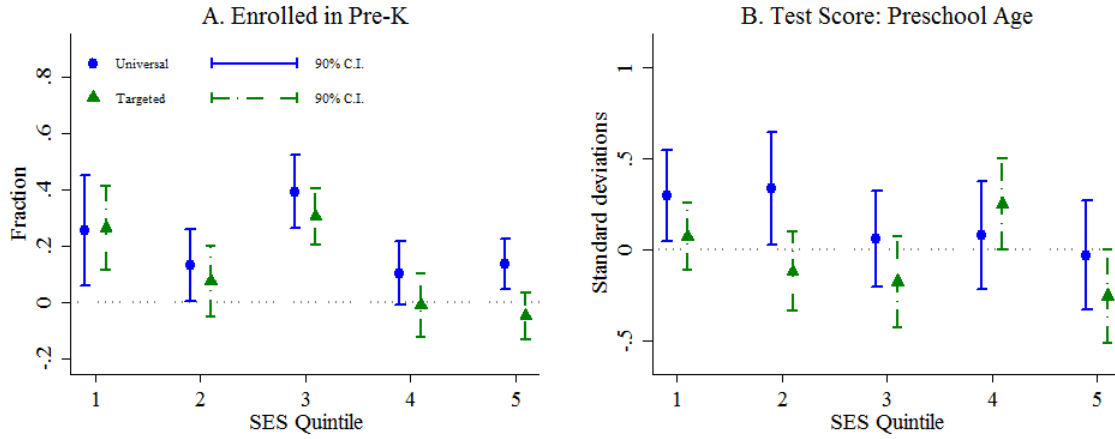 A. Enrolled in Pre-K
Universal 90% C.I.
Targeted 90% C.I.
Fraction
.8
.6
.4
.2
0
-.2
1 2 3 4 5
SES Quintile
B. Test Score: Preschool Age
Standard deviations
1
.5
0
-.5
1 2 3 4 5
SES Quintile